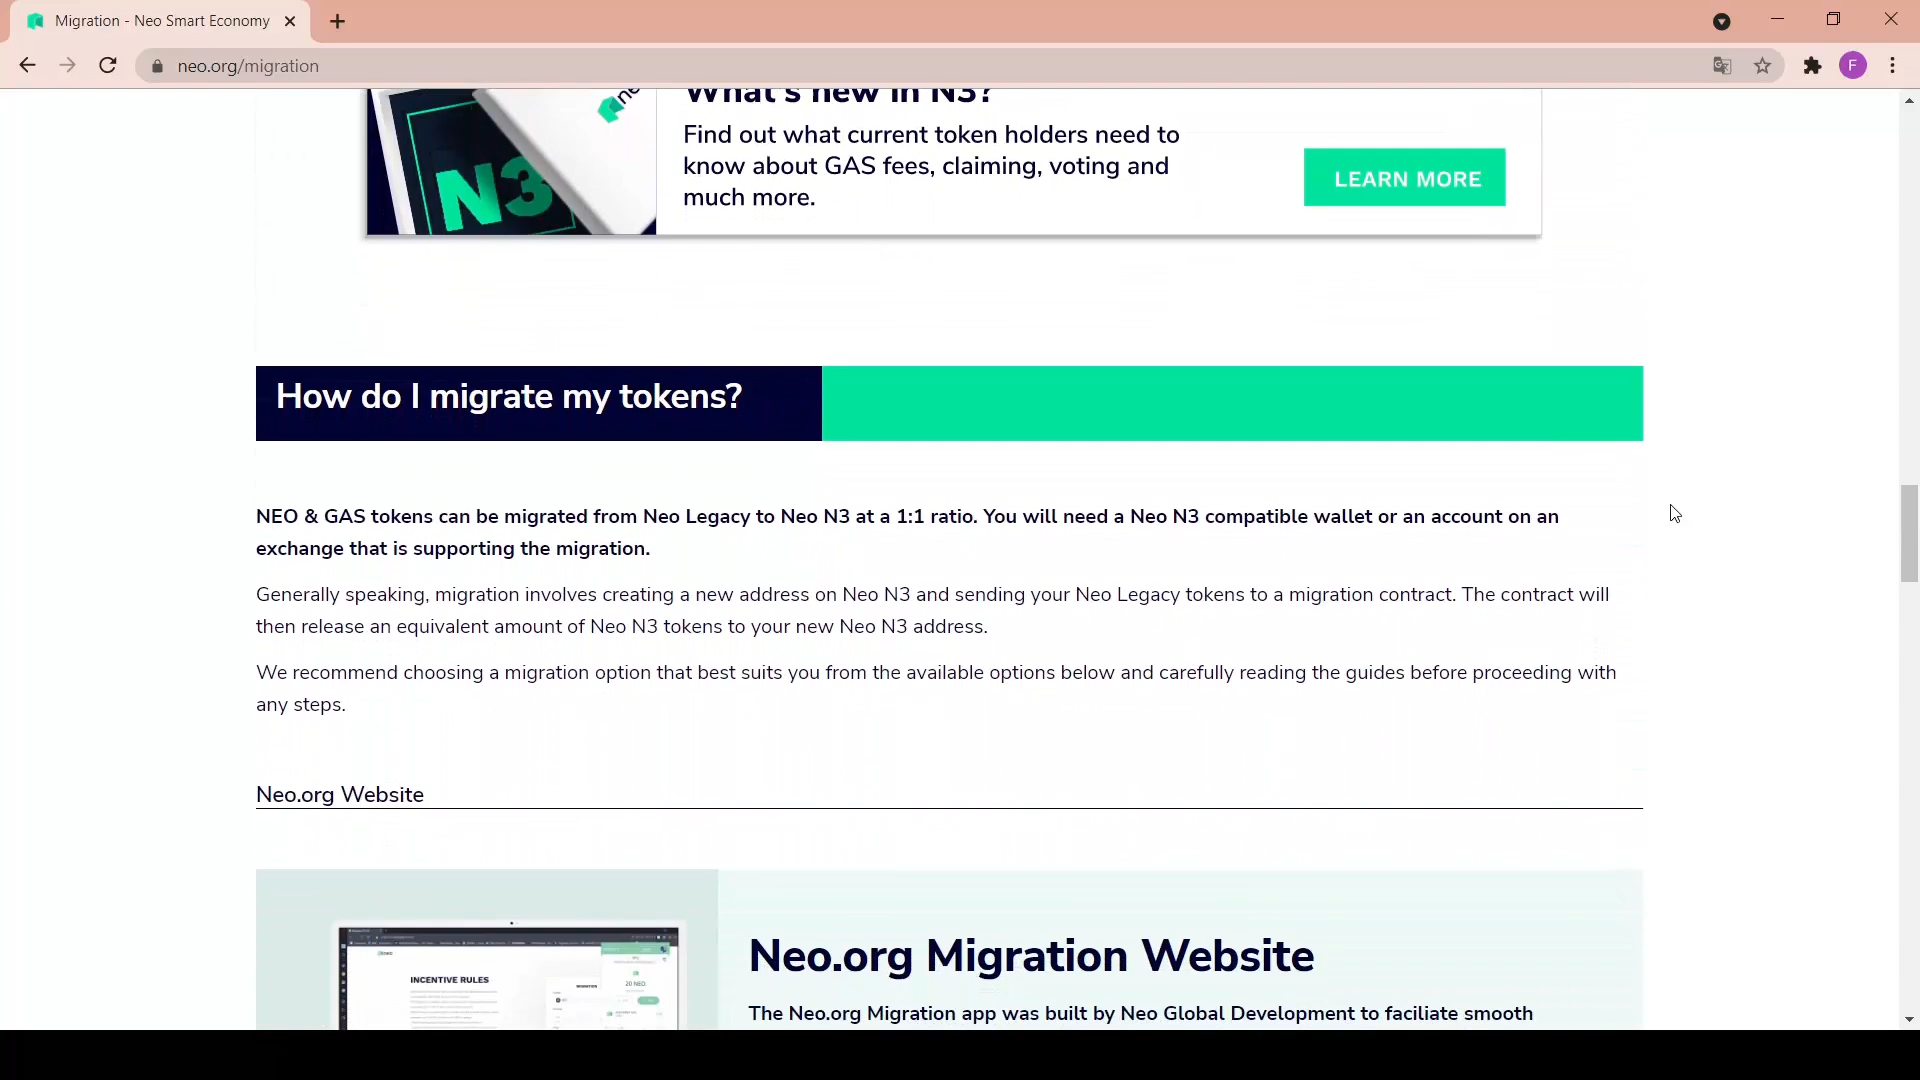 Migration - Neo Smart Economy
neo.org/migration
F
What's new in N3?
Find out what current token holders need to
know about GAS fees, claiming, voting and
much more.
LEARN MORE
N3
How do I migrate my tokens?
NEO & GAS tokens can be migrated from Neo Legacy to Neo N3 at a 1:1 ratio. You will need a Neo N3 compatible wallet or an account on an
exchange that is supporting the migration.
Generally speaking, migration involves creating a new address on Neo N3 and sending your Neo Legacy tokens to a migration contract. The contract will
then release an equivalent amount of Neo N3 tokens to your new Neo N3 address.
We recommend choosing a migration option that best suits you from the available options below and carefully reading the guides before proceeding with
any steps.
Neo.org Website
INCENTIVE RULES
MIGRATION
20 NEO
Neo.org Migration Website
The Neo.org Migration app was built by Neo Global Development to faciliate smooth